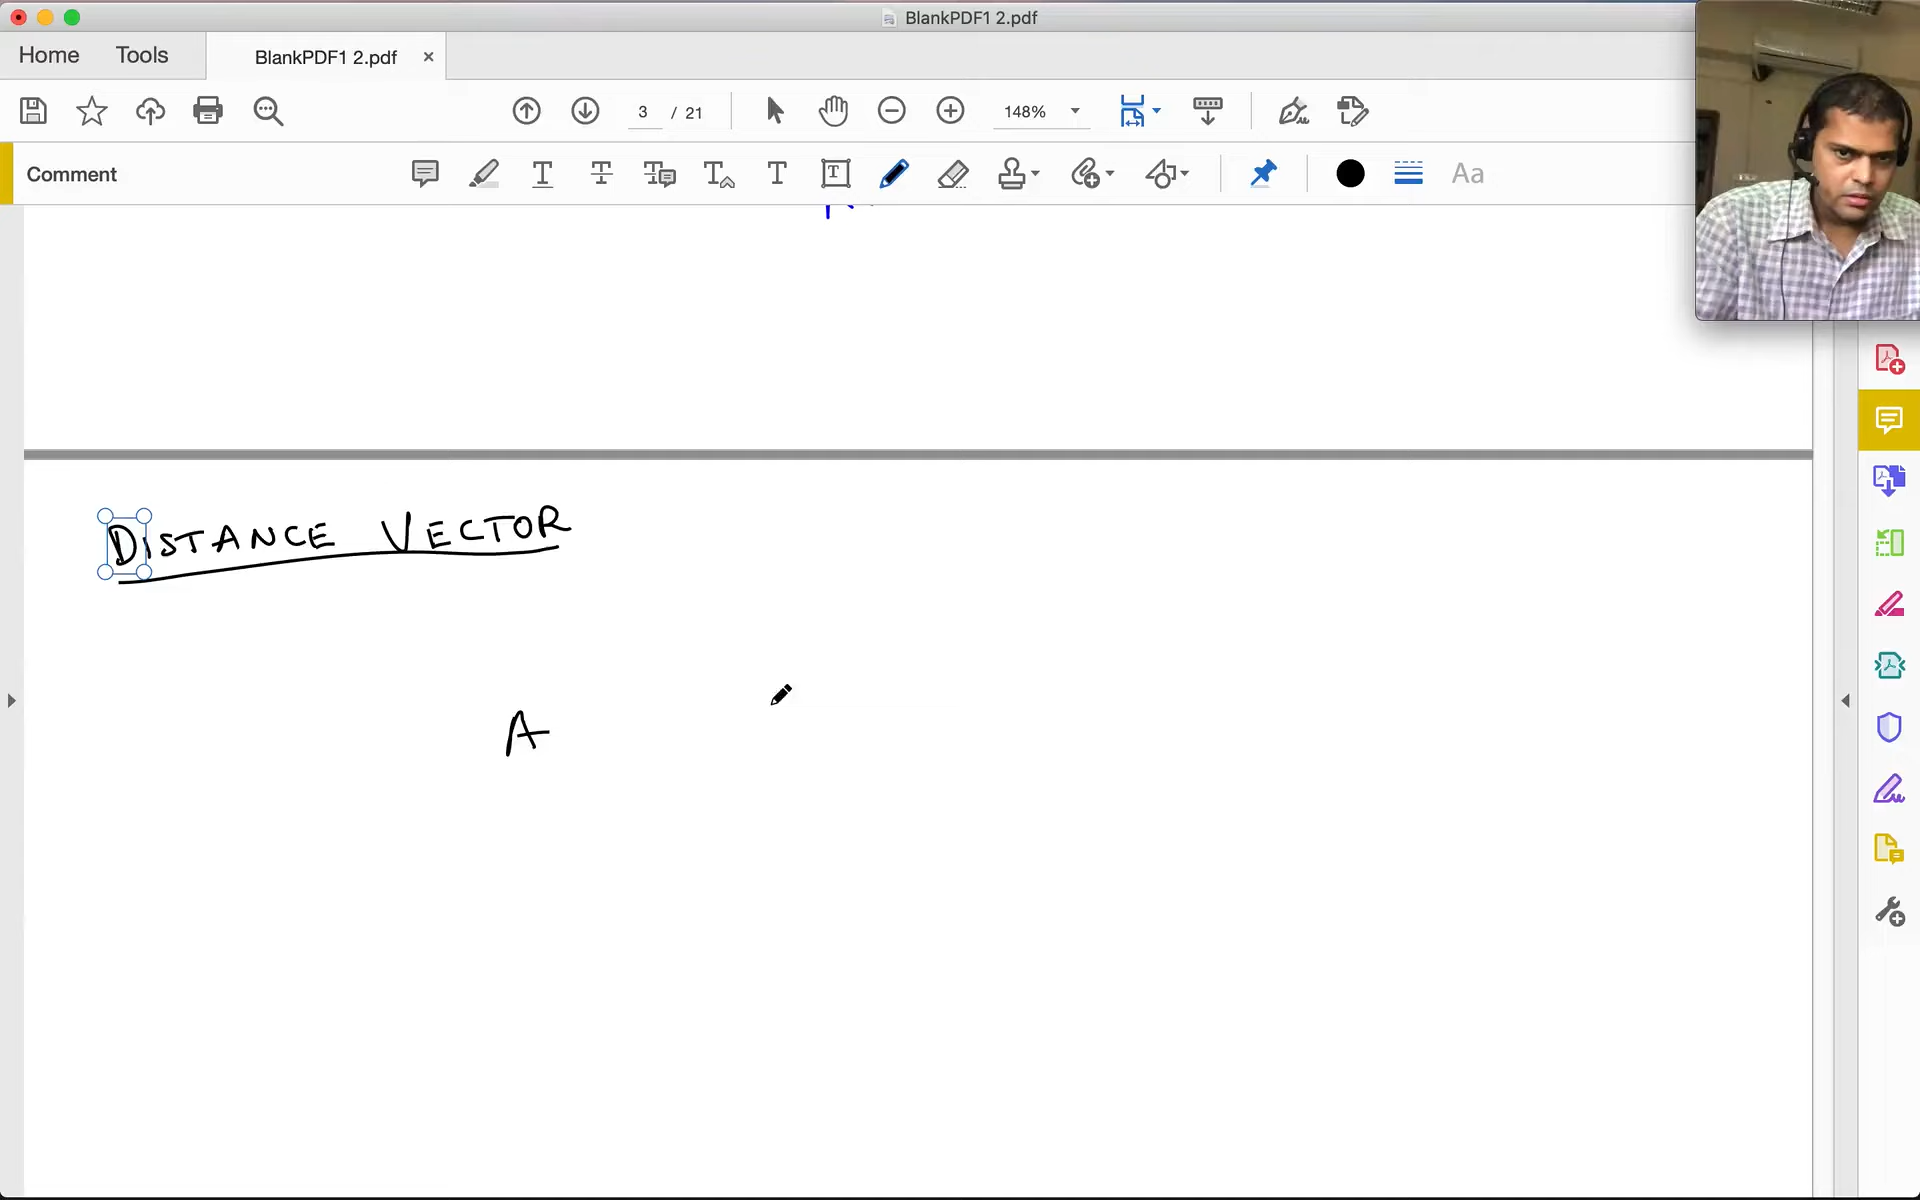 BlankPDF1 2.pdf
Home Tools BlankPDF1 2.pdf ×
3 / 21 148%
Comment Aa
DISTANCE VECTOR
A